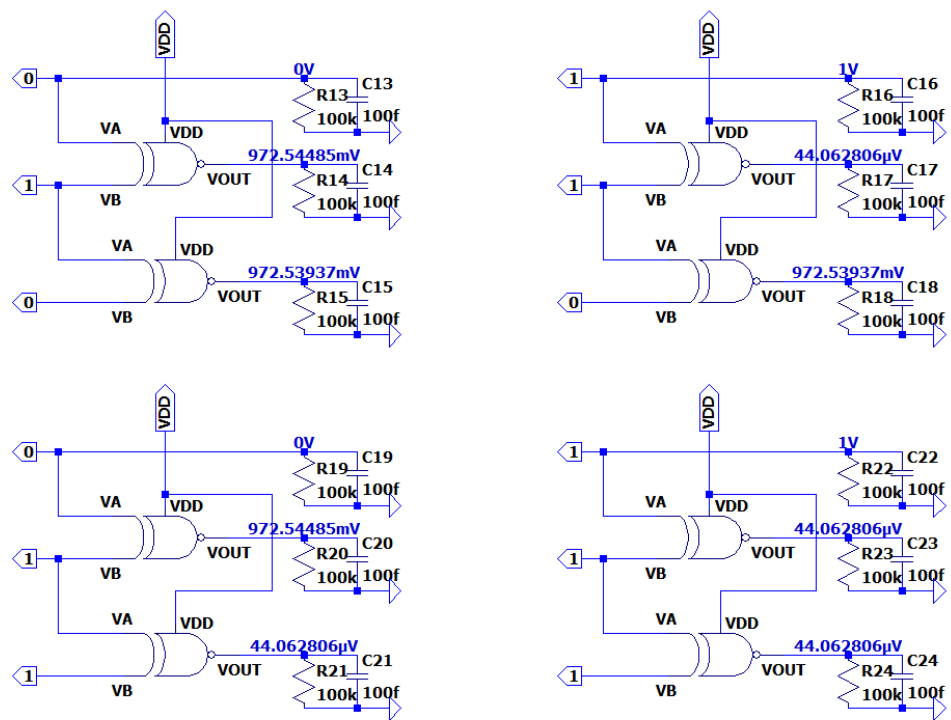 VDD
0
0V
C13
R13
100k
100f
VA
VDD
972.54485mV
C14
1
VB
VOUT
R14
100k
100f
VA
VDD
972.53937mV
C15
0
VB
VOUT
R15
100k
100f
VDD
1
1V
C16
R16
100k
100f
VA
VDD
44.062806µV
C17
1
VB
VOUT
R17
100k
100f
VA
VDD
972.53937mV
C18
0
VB
VOUT
R18
100k
100f
VDD
0
0V
C19
R19
100k
100f
VA
VDD
972.54485mV
C20
1
VB
VOUT
R20
100k
100f
VA
VDD
44.062806µV
C21
1
VB
VOUT
R21
100k
100f
VDD
1
1V
C22
R22
100k
100f
VA
VDD
44.062806µV
C23
1
VB
VOUT
R23
100k
100f
VA
VDD
44.062806µV
C24
1
VB
VOUT
R24
100k
100f